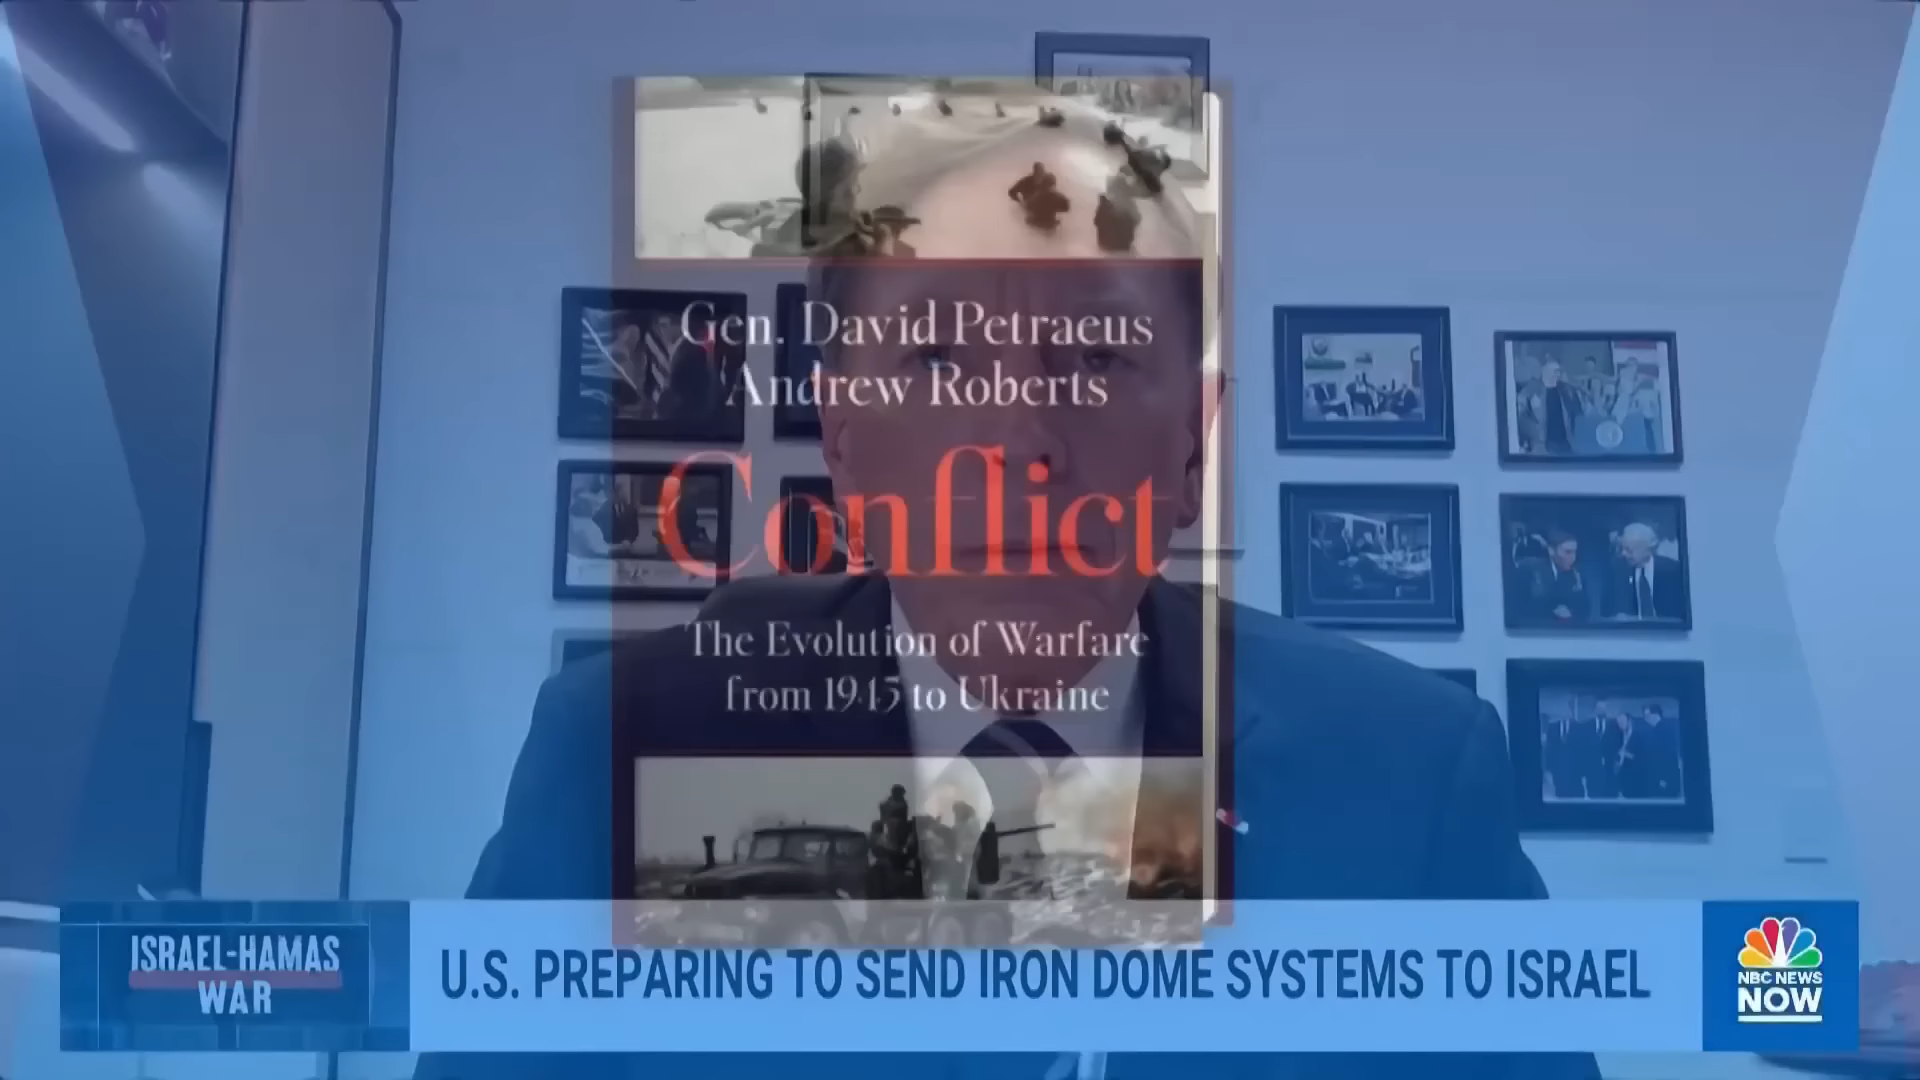 Gen. David Petraeus
Andrew Roberts
Conflict
The Evolution of Warfare
from 1945 to Ukraine
ISRAEL-HAMAS
WAR
U.S. PREPARING TO SEND IRON DOME SYSTEMS TO ISRAEL
NBC NEWS
NOW